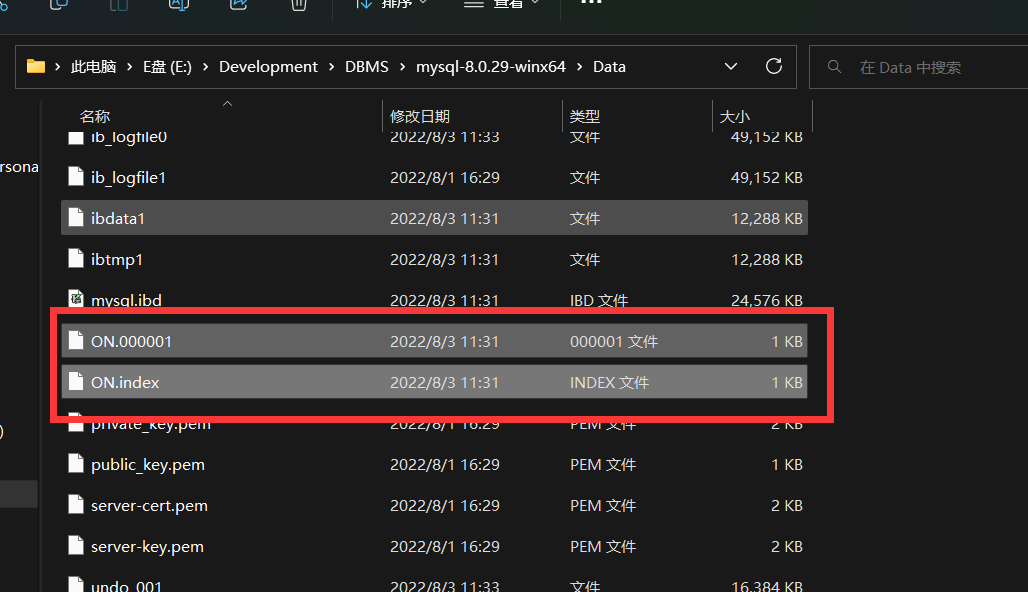 排序 查看
此电脑 › E盘 (E:) › Development › DBMS › mysql-8.0.29-winx64 › Data
在 Data 中搜索
名称 修改日期 类型 大小
ib_logfile0 2022/8/3 11:33 文件 49,152 KB
rsona
ib_logfile1 2022/8/1 16:29 文件 49,152 KB
ibdata1 2022/8/3 11:31 文件 12,288 KB
ibtmp1 2022/8/3 11:31 文件 12,288 KB
mysql.ibd 2022/8/3 11:31 IBD 文件 24,576 KB
ON.000001 2022/8/3 11:31 000001 文件 1 KB
ON.index 2022/8/3 11:31 INDEX 文件 1 KB
private_key.pem 2022/8/1 16:29 PEM 文件 2 KB
)
public_key.pem 2022/8/1 16:29 PEM 文件 1 KB
server-cert.pem 2022/8/1 16:29 PEM 文件 2 KB
server-key.pem 2022/8/1 16:29 PEM 文件 2 KB
undo_001 2022/8/3 11:33 文件 16,384 KB